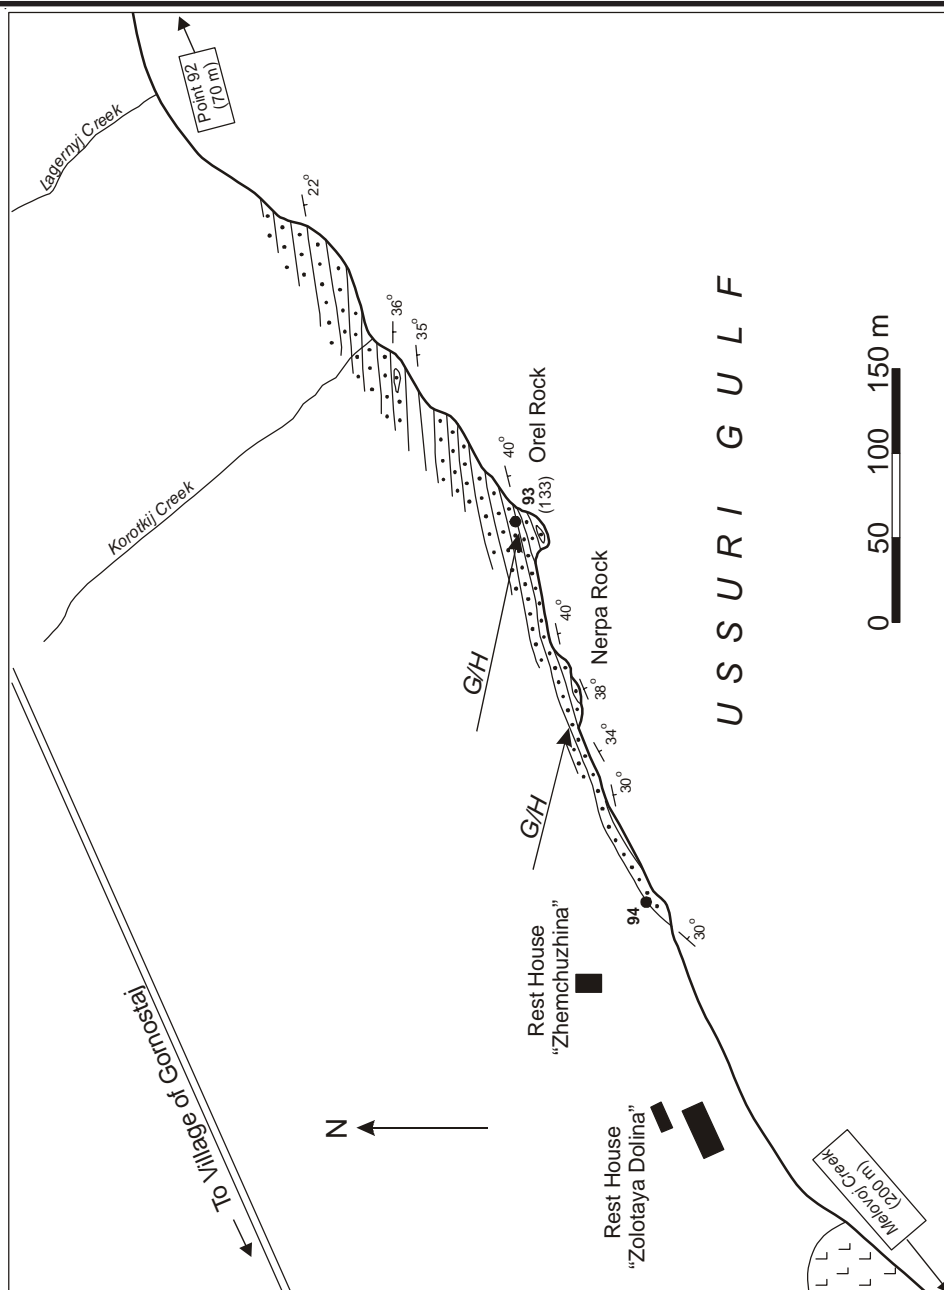 Point 92
(70 m)
Lagernyj Creek
22°
Korotkij Creek
36°
35°
40°
Orel Rock
93
(133)
G/H
40°
Nerpa Rock
38°
34°
30°
G/H
94
30°
USSURI GULF
0 50 100 150 m
Rest House
“Zhemchuzhina”
Rest House
“Zolotaya Dolina”
To Village of Gornostaj
N
Melovoj Creek
(200 m)